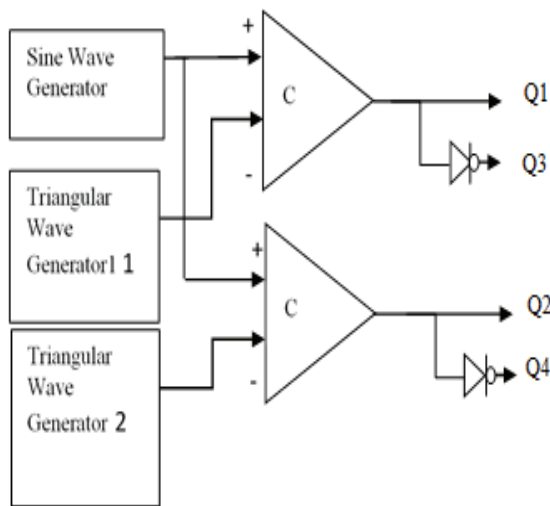 Sine Wave
Generator
+
C
-
Q1
Q3
Triangular
Wave
Generator1 1
+
C
-
Q2
Q4
Triangular
Wave
Generator 2